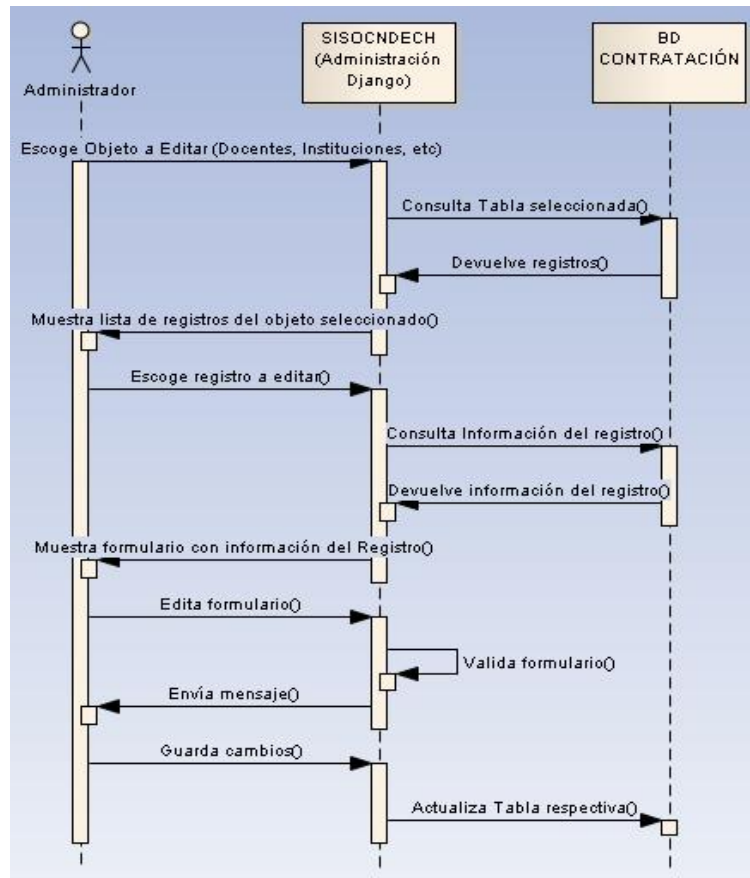 SISOCNDECH
(Administración
Django)
BD
CONTRATACIÓN
Administrador
Escoge Objeto a Editar (Docentes, Instituciones, etc)
Consulta Tabla seleccionada()
Devuelve registros()
Muestra lista de registros del objeto seleccionado()
Escoge registro a editar()
Consulta Información del registro()
Devuelve información del registro()
Muestra formulario con información del Registro()
Edita formulario()
Valida formulario()
Envía mensaje()
Guarda cambios()
Actualiza Tabla respectiva()